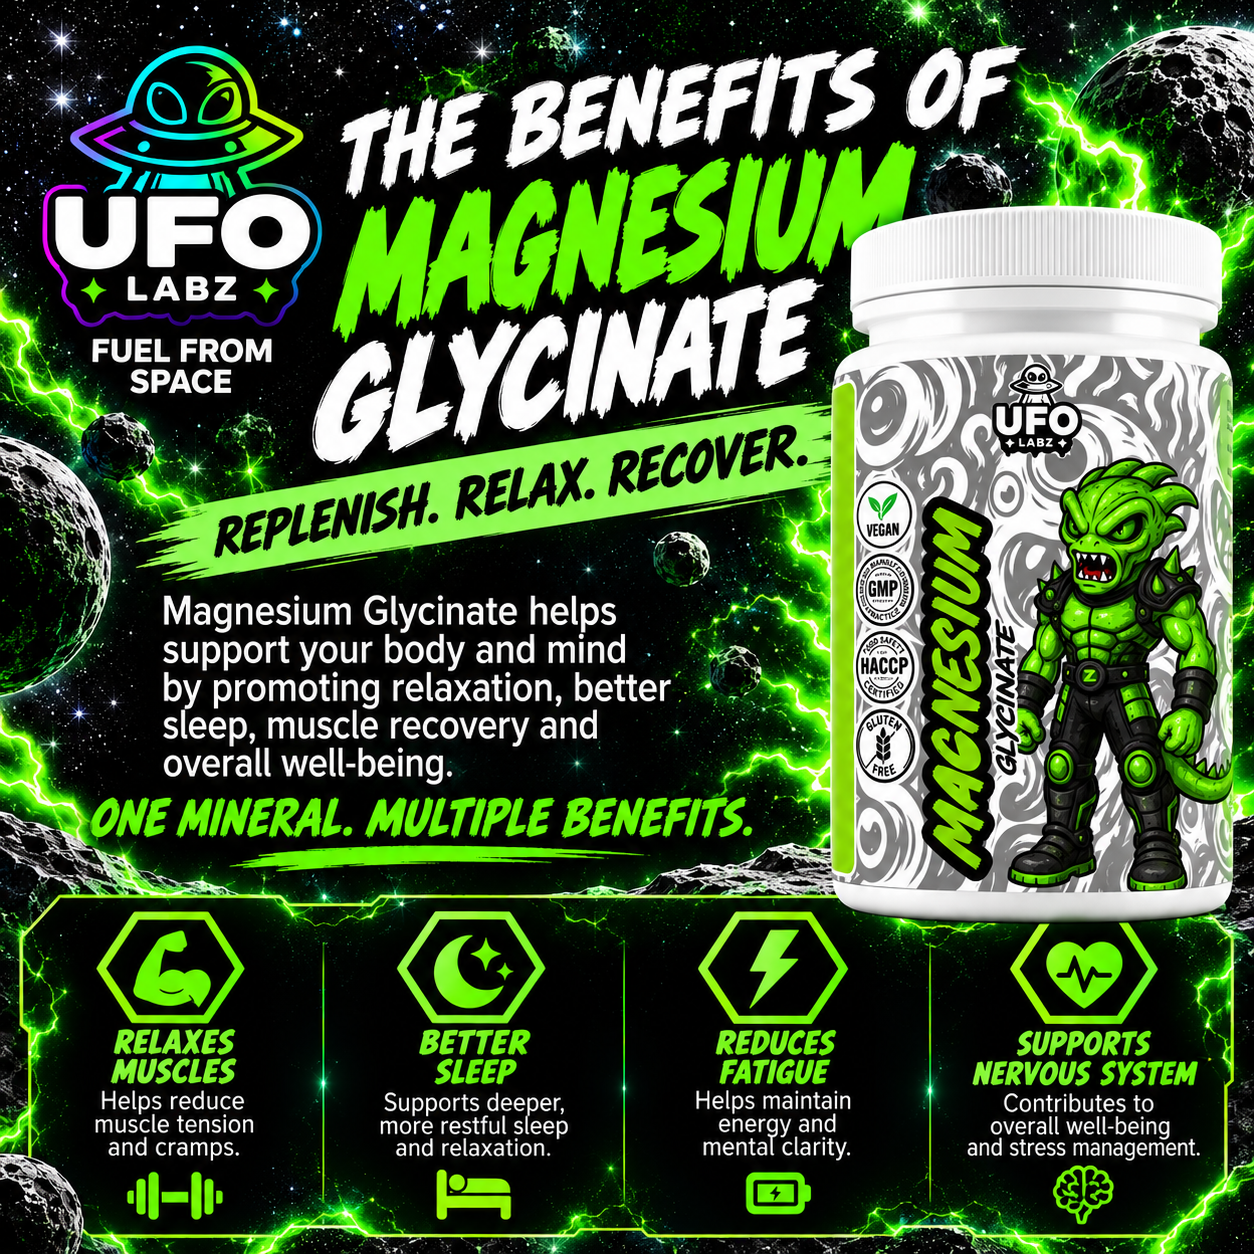 UFO
LABZ
FUEL FROM
SPACE
THE BENEFITS OF
MAGNESIUM
GLYCINATE
REPLENISH. RELAX. RECOVER.
Magnesium Glycinate helps
support your body and mind
by promoting relaxation, better
sleep, muscle recovery and
overall well-being.
ONE MINERAL. MULTIPLE BENEFITS.
UFO
LABZ
VEGAN
GMP
HACCP
CERTIFIED
GLUTEN
FREE
MAGNESIUM
GLYCINATE
Z
RELAXES
MUSCLES
Helps reduce
muscle tension
and cramps.
BETTER
SLEEP
Supports deeper,
more restful sleep
and relaxation.
REDUCES
FATIGUE
Helps maintain
energy and
mental clarity.
SUPPORTS
NERVOUS SYSTEM
Contributes to
overall well-being
and stress management.